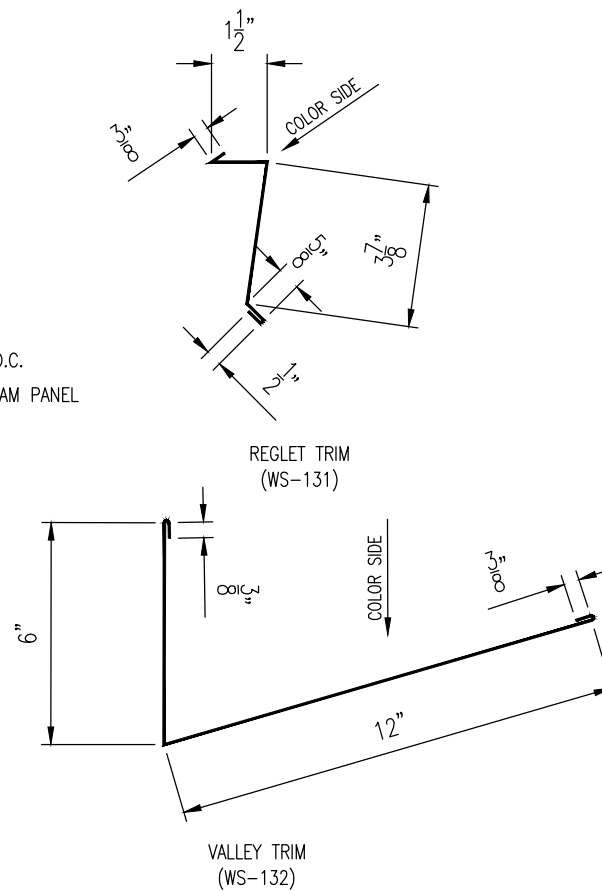 1 1/2"
COLOR SIDE
3/8"
3 7/8"
5/8"
1/2"
O.C.
AM PANEL
REGLET TRIM
(WS-131)
3/8"
COLOR SIDE
3/8"
6"
12"
VALLEY TRIM
(WS-132)